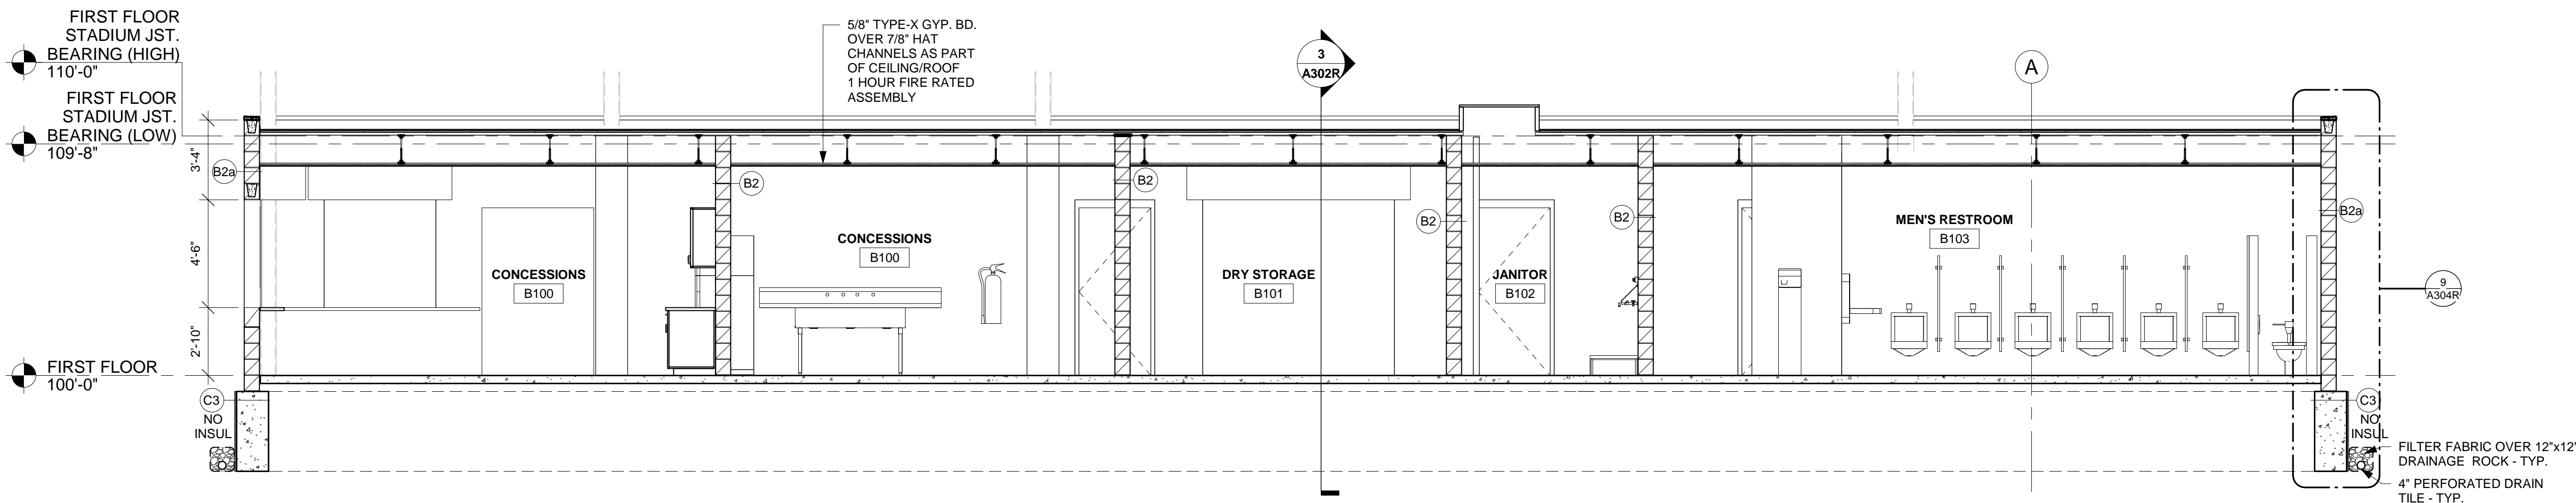 FIRST FLOOR
STADIUM JST.
BEARING (HIGH)
110'-0"
FIRST FLOOR
STADIUM JST.
BEARING (LOW)
109'-8"
3'-4"
4'-6"
2'-10"
FIRST FLOOR
100'-0"
B2a
C3
NO
INSUL
5/8" TYPE-X GYP. BD.
OVER 7/8" HAT
CHANNELS AS PART
OF CEILING/ROOF
1 HOUR FIRE RATED
ASSEMBLY
3
A302R
A
CONCESSIONS
B100
B2
CONCESSIONS
B100
B2
DRY STORAGE
B101
B2
JANITOR
B102
B2
MEN'S RESTROOM
B103
B2a
9
A304R
C3
NO
INSUL
FILTER FABRIC OVER 12"x12"
DRAINAGE ROCK - TYP.
4" PERFORATED DRAIN
TILE - TYP.